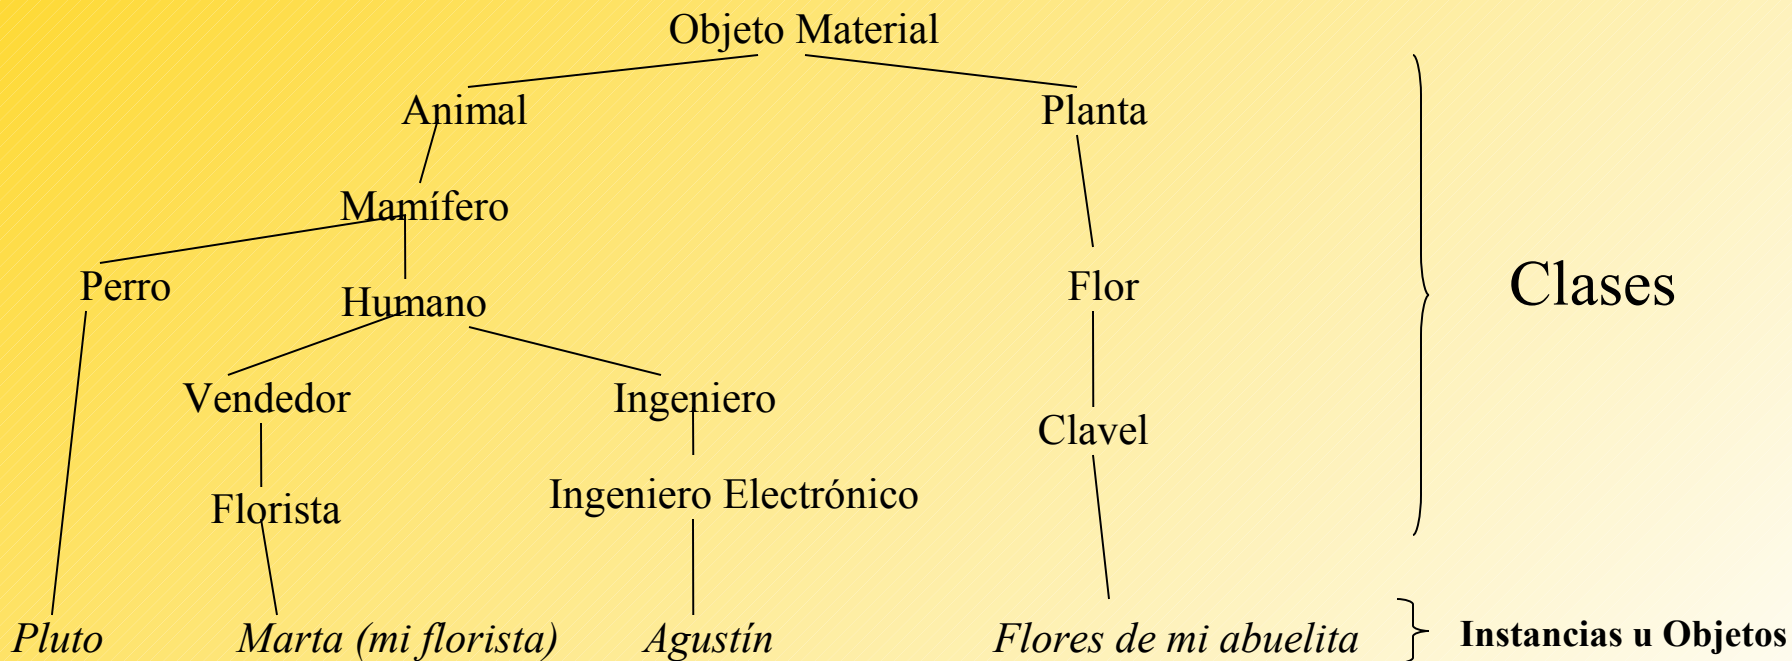 Objeto Material
Animal Planta
Mamífero
Perro Humano Flor Clases
Vendedor Ingeniero
Clavel
Ingeniero Electrónico
Florista
Pluto Marta (mi florista) Agustín Flores de mi abuelita Instancias u Objetos